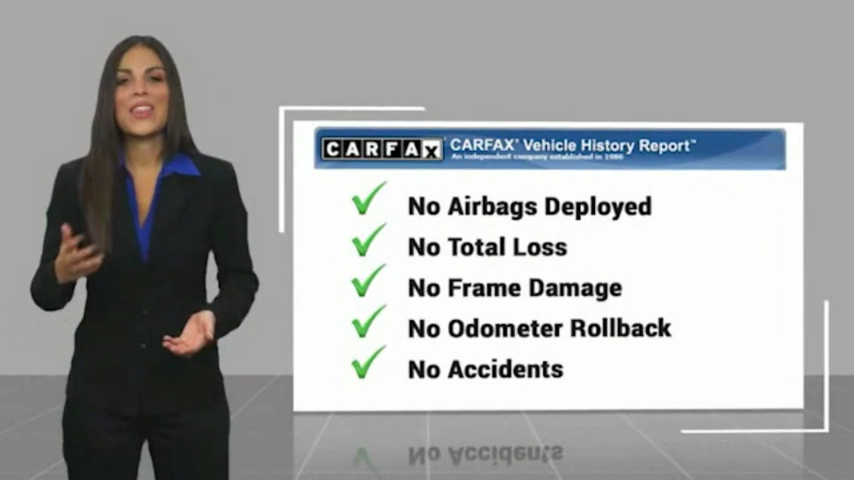 CARFAX CARFAX® Vehicle History Report™
An independent company established in 1986
No Airbags Deployed
No Total Loss
No Frame Damage
No Odometer Rollback
No Accidents
No Accidents